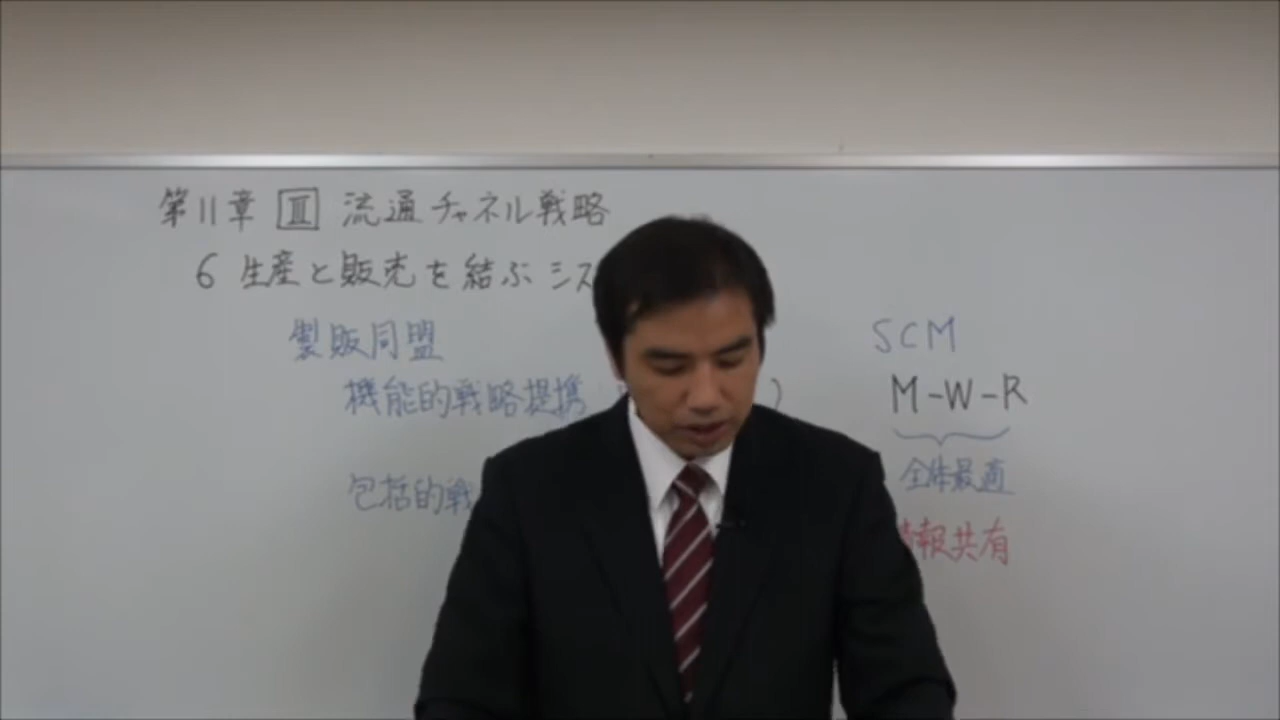 第11章 Ⅲ 流通チャネル戦略
6 生産と販売を結ぶシス
製販同盟
機能的戦略提携
)
包括的戦
SCM
M-W-R
全体最適
情報共有